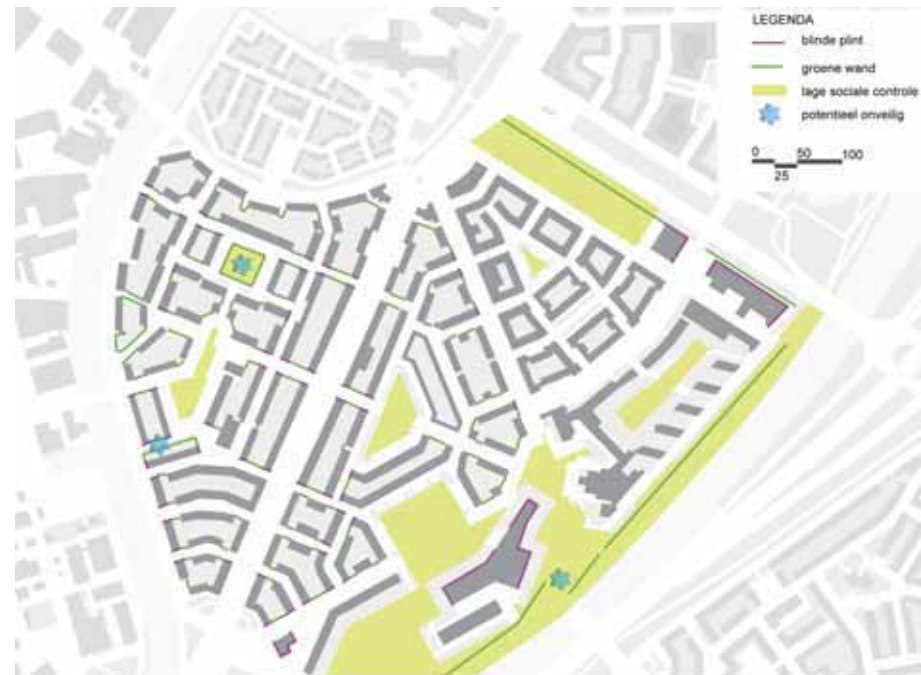 LEGENDA
blinde plint
groene wand
lage sociale controle
potentieel onveilig
0 50 100
25